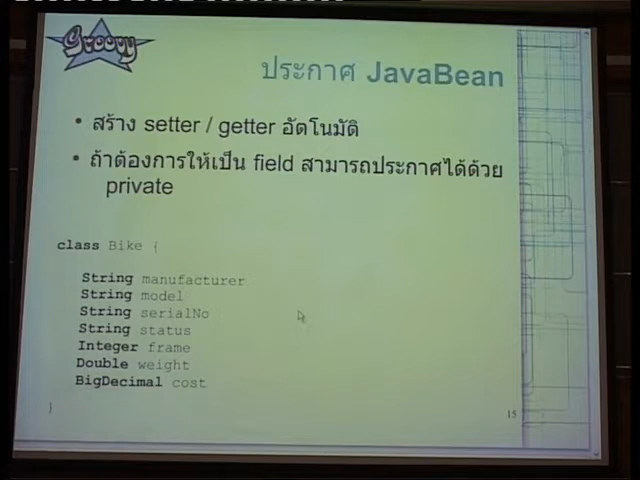 Groovy
ประกาศ JavaBean
• สร้าง setter / getter อัตโนมัติ
• ถ้าต้องการให้เป็น field สามารถประกาศได้ด้วย
private
class Bike {
String manufacturer
String model
String serialNo
String status
Integer frame
Double weight
BigDecimal cost
}
15